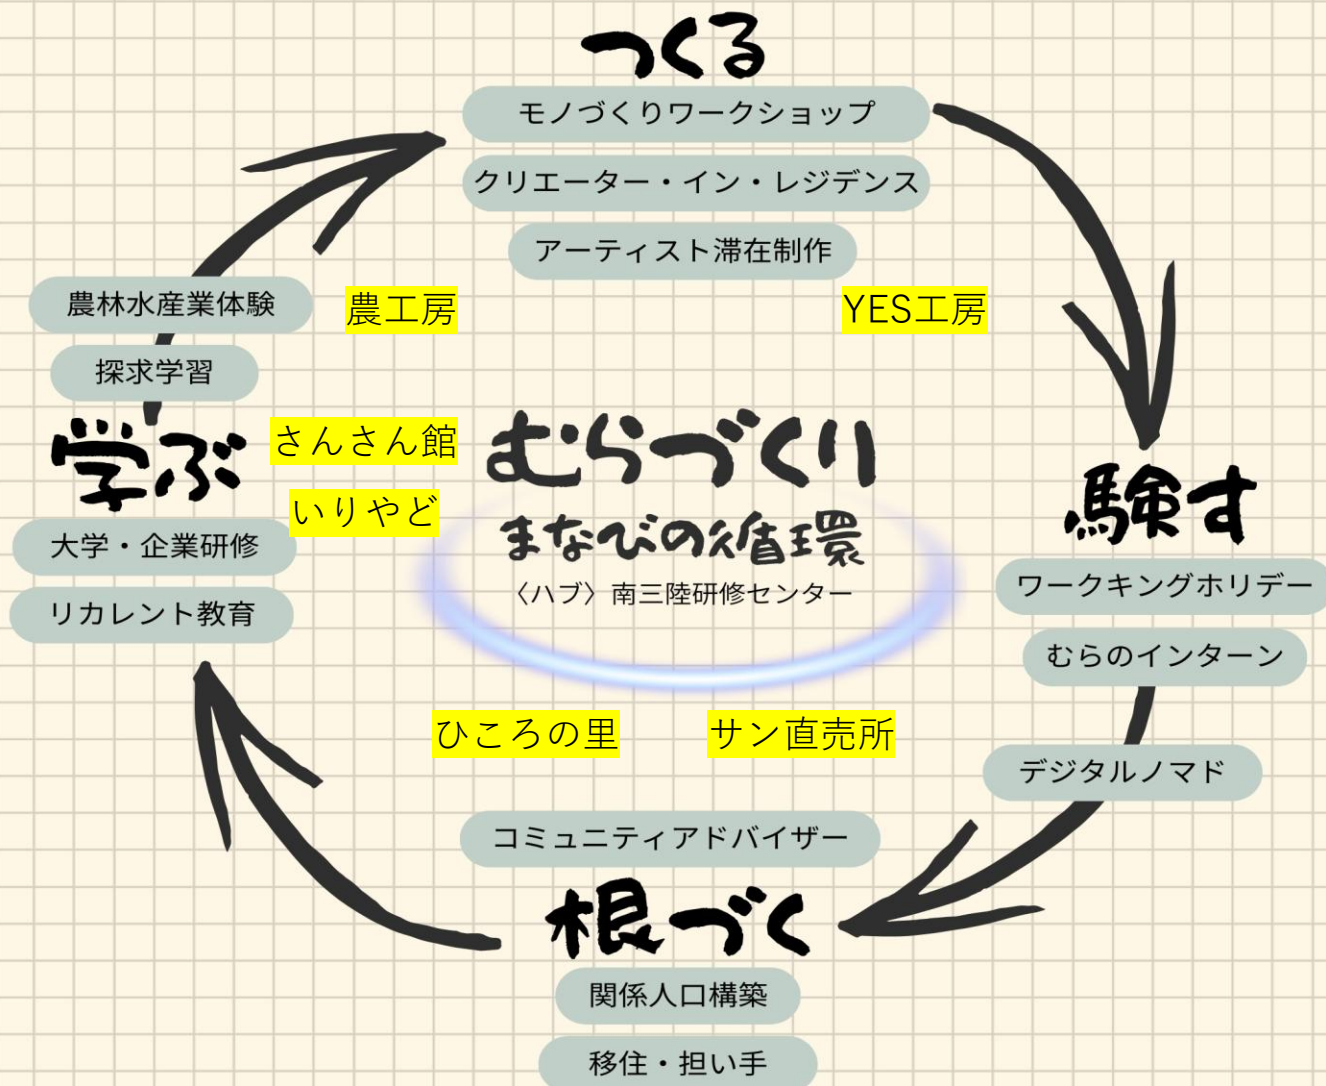 つくる
モノづくりワークショップ
クリエーター・イン・レジデンス
アーティスト滞在制作
農林水産業体験
農工房
YES工房
探求学習
学ぶ
さんさん館
いりやど
大学・企業研修
リカレント教育
むらづくり
まなびの循環
〈ハブ〉南三陸研修センター
験す
ワークキングホリデー
むらのインターン
デジタルノマド
ひころの里
サン直売所
コミュニティアドバイザー
根づく
関係人口構築
移住・担い手